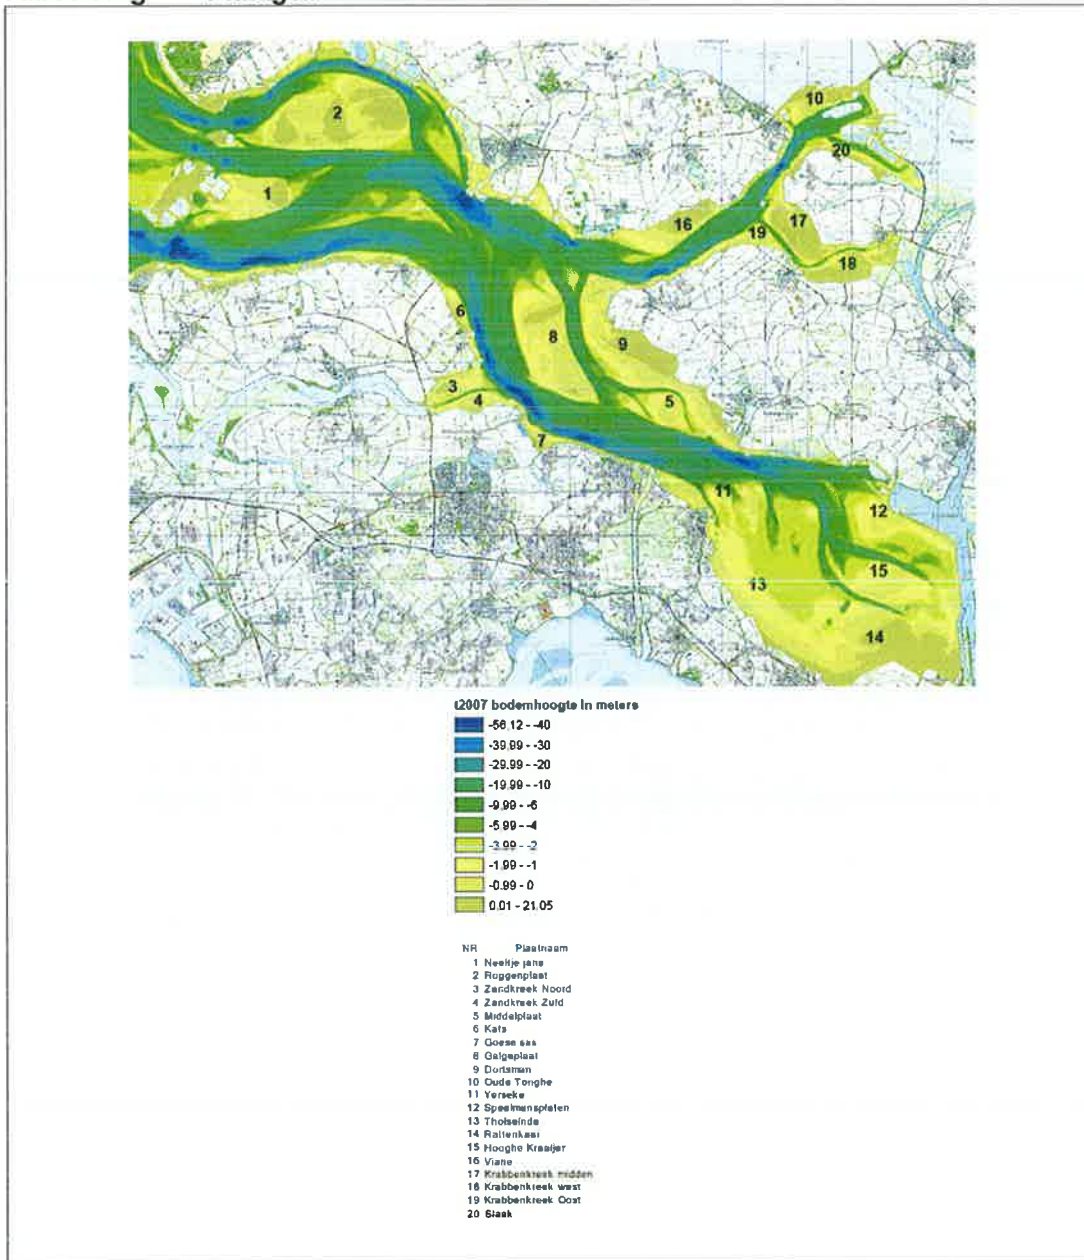 2
10
20
1
16
17
19
18
6
8
9
3
4
5
7
11
12
15
13
14
t2007 bodemhoogte in meters
-56,12 - -40
-39,99 - -30
-29,99 - -20
-19,99 - -10
-9,99 - -6
-5,99 - -4
-3,99 - -2
-1,99 - -1
-0,99 - 0
0,01 - 21,05
NR Plaatnaam
1 Neeltje jans
2 Roggenplaat
3 Zandkreek Noord
4 Zandkreek Zuid
5 Middelplaat
6 Kats
7 Goese sas
8 Galgeplaat
9 Dortsman
10 Oude Tonghe
11 Yerseke
12 Speelmansplaten
13 Tholseinde
14 Rattenkaai
15 Hooghe Kraaijer
16 Viane
17 Krabbenkreek midden
18 Krabbenkreek west
19 Krabbenkreek Oost
20 Slaak